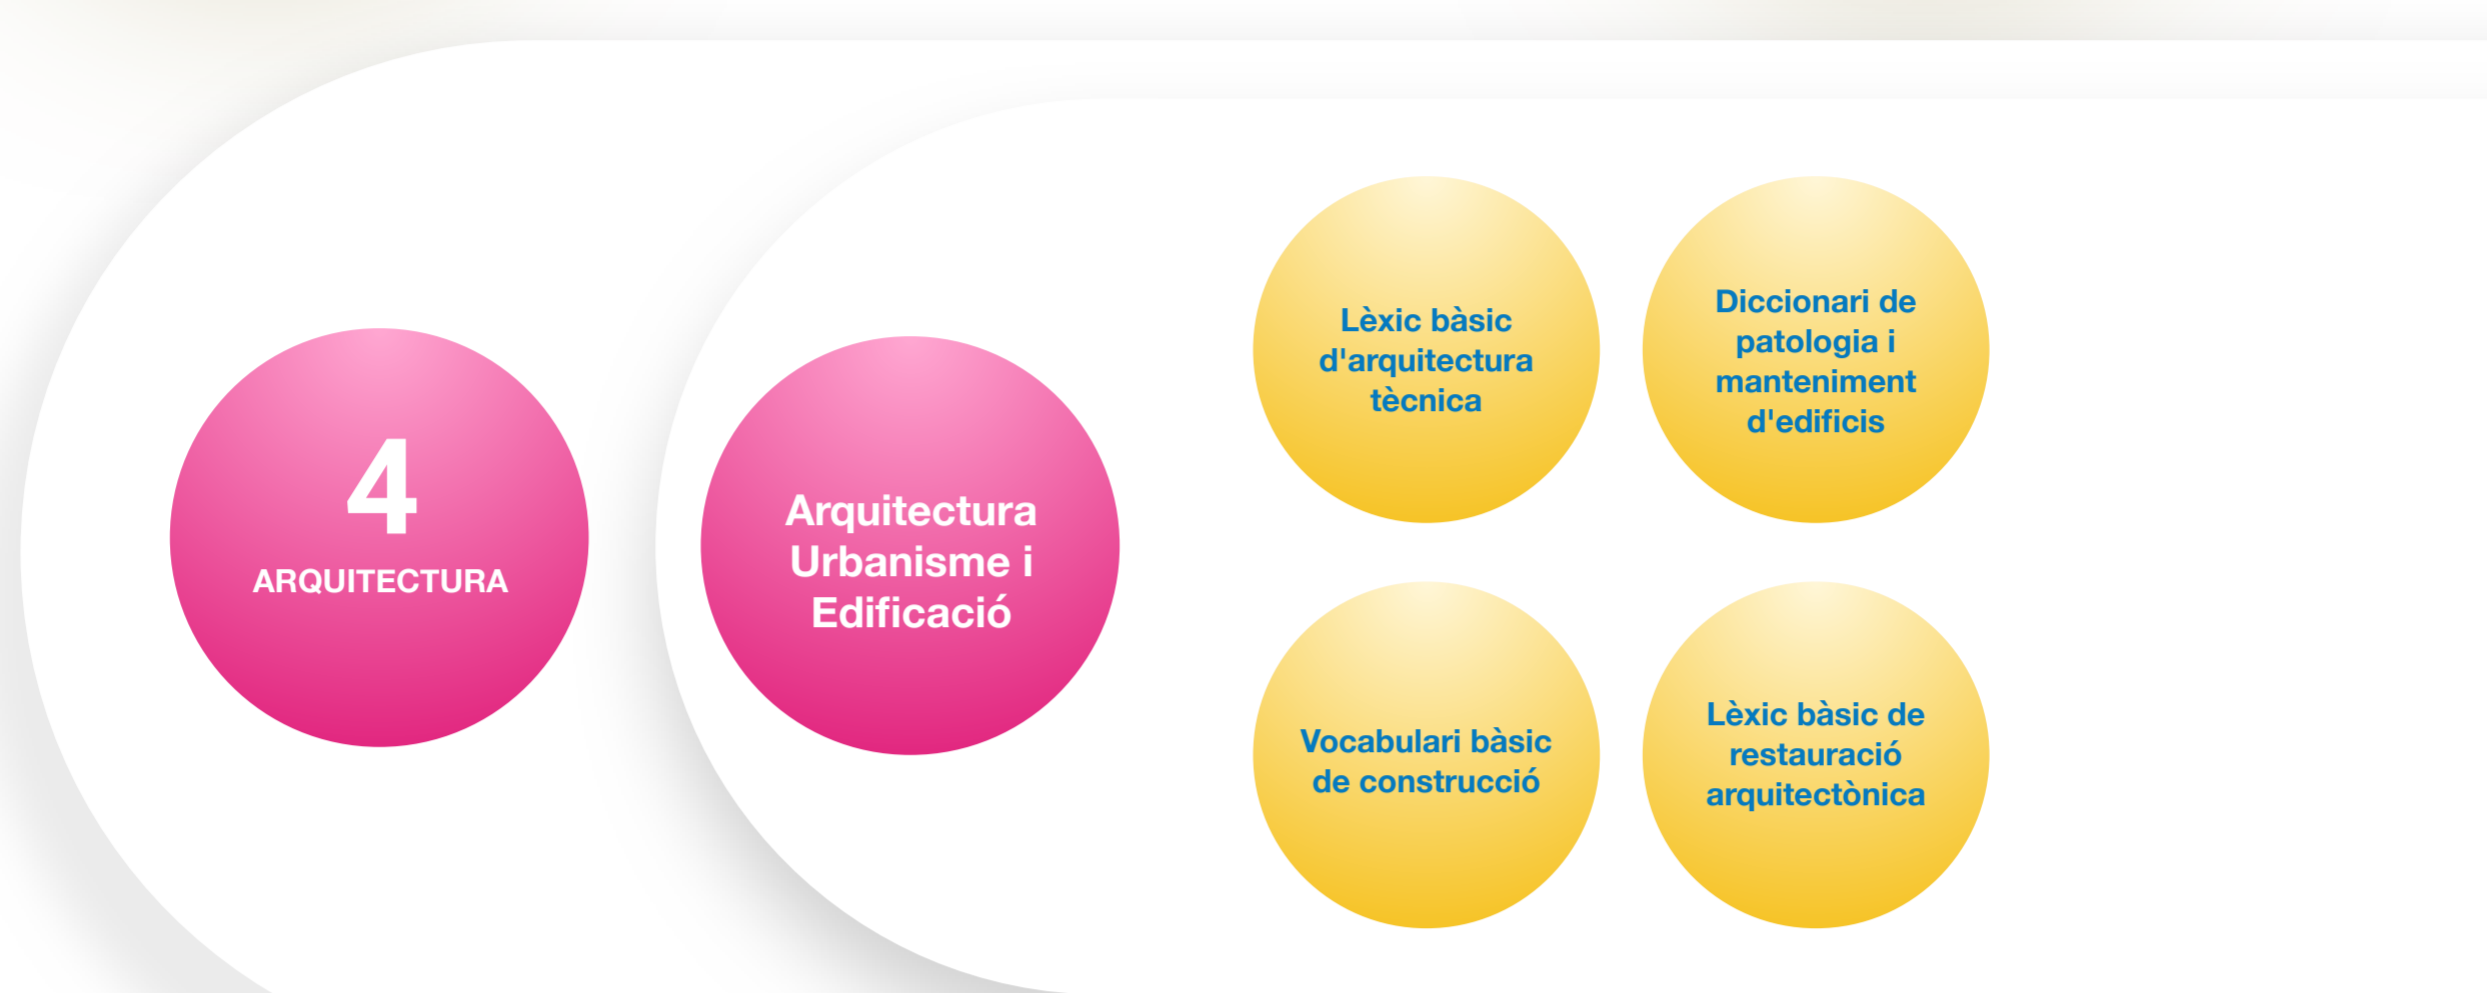 4
ARQUITECTURA
Arquitectura
Urbanisme i
Edificació
Lèxic bàsic
d'arquitectura
tècnica
Diccionari de
patologia i
manteniment
d'edificis
Vocabulari bàsic
de construcció
Lèxic bàsic de
restauració
arquitectònica